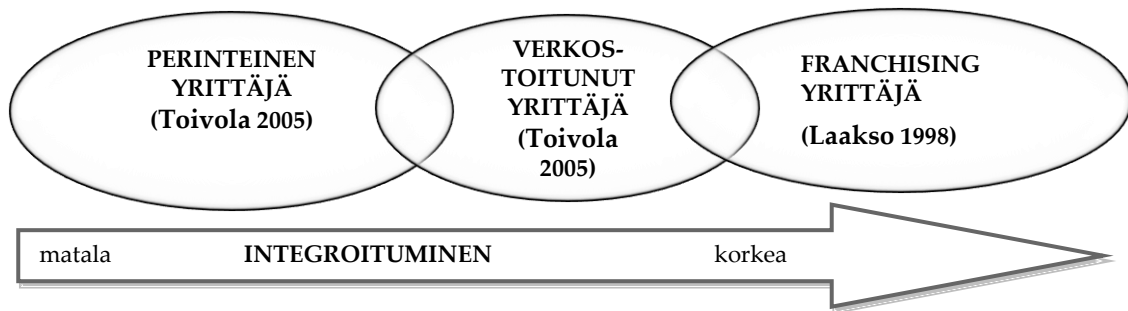 PERINTEINEN
YRITTÄJÄ
(Toivola 2005)
VERKOS-
TOITUNUT
YRITTÄJÄ
(Toivola
2005)
FRANCHISING
YRITTÄJÄ
(Laakso 1998)
matala INTEGROITUMINEN korkea